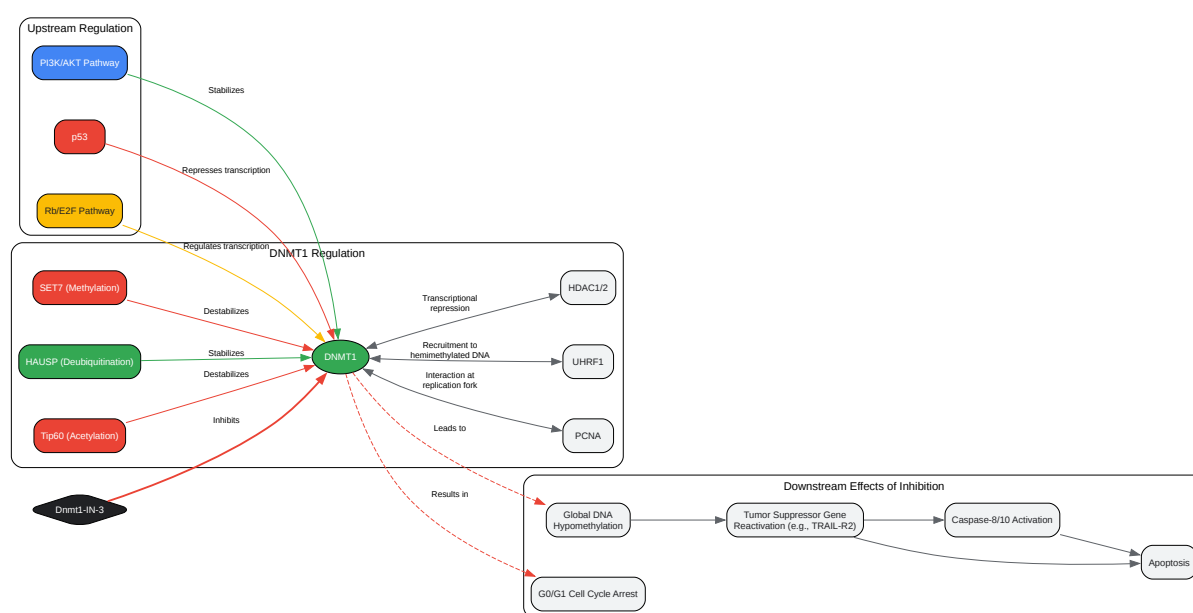 Upstream Regulation
PI3K/AKT Pathway
Stabilizes
p53
Represses transcription
Rb/E2F Pathway
Regulates transcription
DNMT1 Regulation
SET7 (Methylation)
Destabilizes
HAUSP (Deubiquitination)
Stabilizes
Destabilizes
Tip60 (Acetylation)
Inhibits
Dnmt1-IN-3
DNMT1
Transcriptional
repression
HDAC1/2
Recruitment to
hemimethylated DNA
UHRF1
Interaction at
replication fork
PCNA
Leads to
Results in
Downstream Effects of Inhibition
Global DNA
Hypomethylation
Tumor Suppressor Gene
Reactivation (e.g., TRAIL-R2)
Caspase-8/10 Activation
Apoptosis
G0/G1 Cell Cycle Arrest